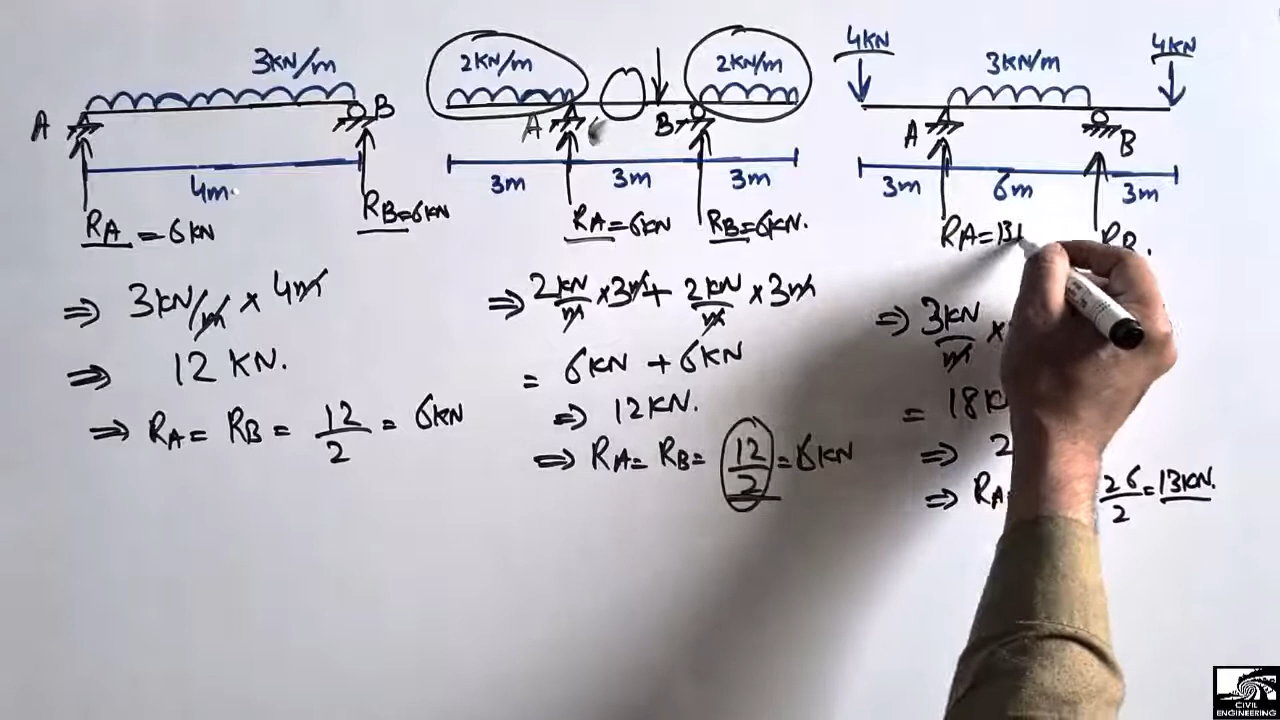 3KN/m
A
B
4m.
RA = 6KN
RB=6KN
⇒ 3KN/m × 4m
⇒ 12 KN.
⇒ RA= RB= 12/2 = 6KN
2KN/m
2KN/m
A
B
3m
3m
3m
RA=6KN
RB=6KN.
⇒ 2KN/m ×3m+ 2KN/m ×3m
= 6KN + 6KN
⇒ 12KN.
⇒ RA= RB= 12/2 =6KN
4KN
3KN/m
4KN
A
B
3m
6m
3m
RA=13
RB.
⇒ 3KN/m ×
= 18K
⇒ 2
⇒ RA= 26/2 =13KN.
CIVIL
ENGINEERING